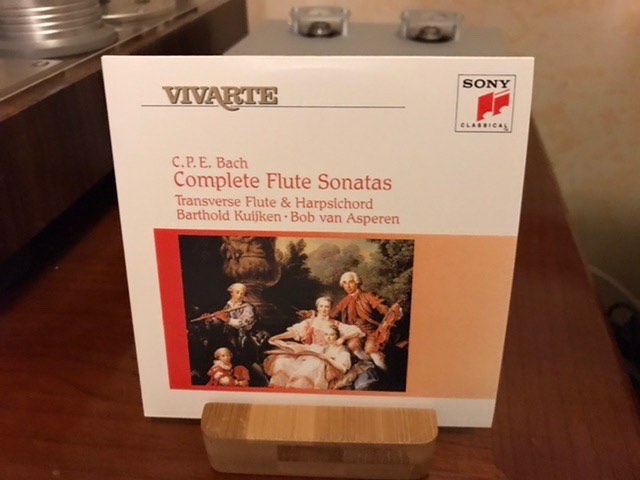 VIVARTE
SONY
CLASSICAL
C.P.E. Bach
Complete Flute Sonatas
Transverse Flute & Harpsichord
Barthold Kuijken · Bob van Asperen